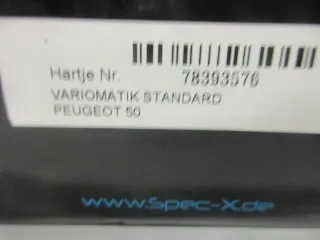 Hartje Nr. 78393576
VARIOMATIK STANDARD
PEUGEOT 50
www.Spec-X.de